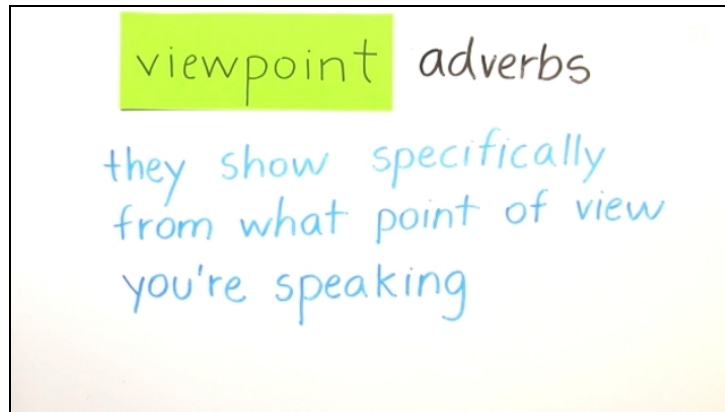 viewpoint adverbs
they show specifically
from what point of view
you're speaking